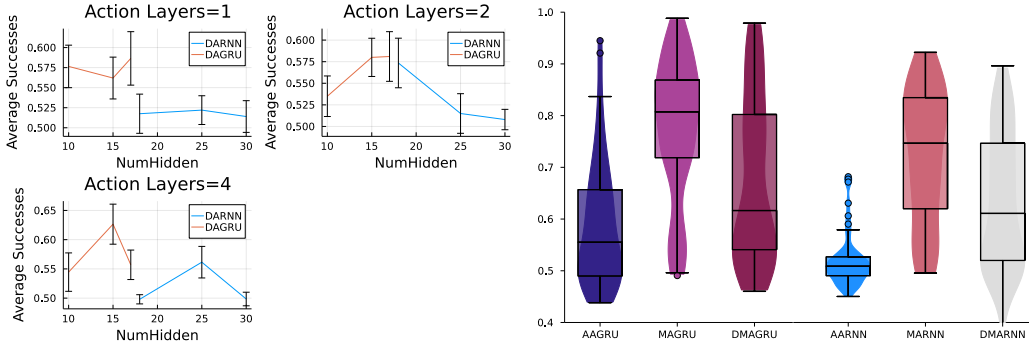 Action Layers=1
Average Successes
0.600
0.575
0.550
0.525
0.500
DARNN
DAGRU
10 15 20 25 30
NumHidden
Action Layers=2
Average Successes
0.600
0.575
0.550
0.525
0.500
DARNN
DAGRU
10 15 20 25 30
NumHidden
Action Layers=4
Average Successes
0.65
0.60
0.55
0.50
DARNN
DAGRU
10 15 20 25 30
NumHidden
1.0
0.9
0.8
0.7
0.6
0.5
0.4
AAGRU MAGRU DMAGRU AARNN MARNN DMARNN